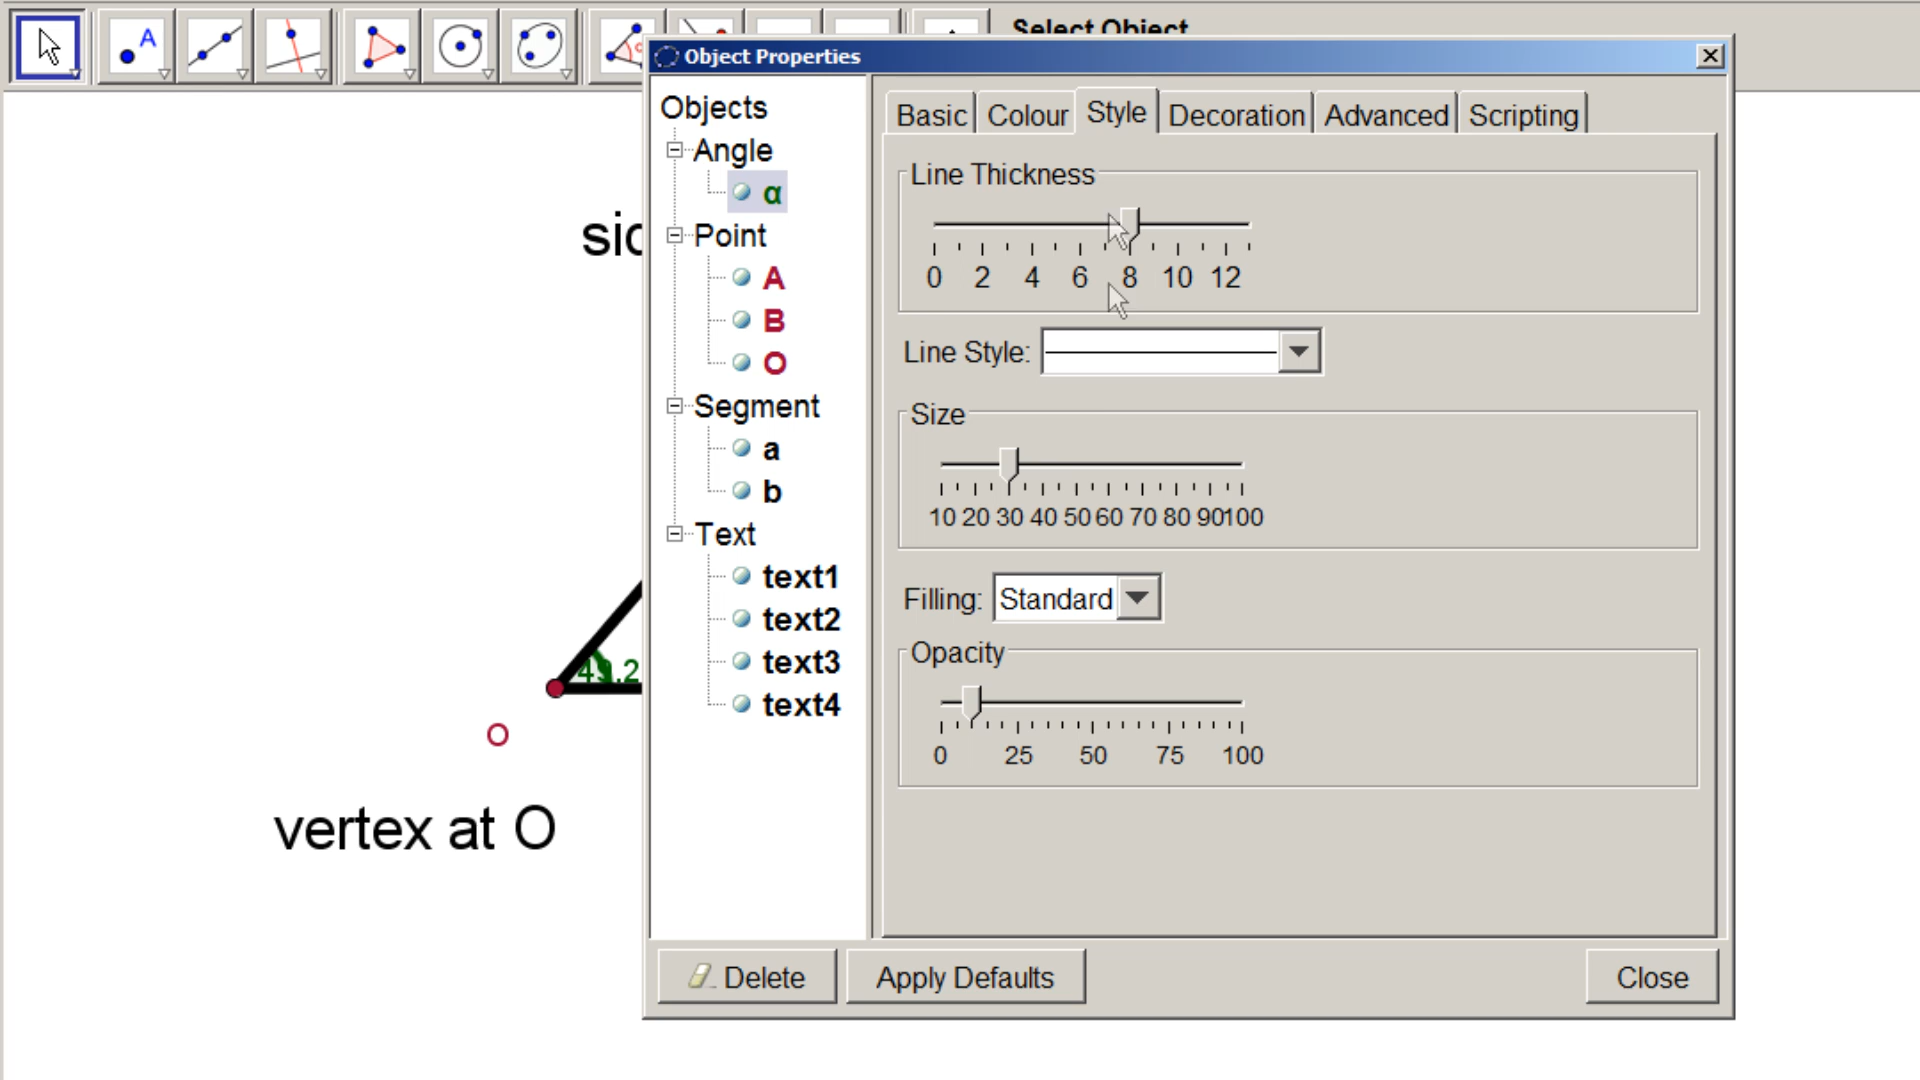 A
Select Object
Object Properties
Objects
Angle
α
Point
A
B
O
Segment
a
b
Text
text1
text2
text3
text4
Basic
Colour
Style
Decoration
Advanced
Scripting
Line Thickness
0 2 4 6 8 10 12
Line Style:
Size
10 20 30 40 50 60 70 80 90 100
Filling: Standard
Opacity
0 25 50 75 100
Delete
Apply Defaults
Close
O
vertex at O